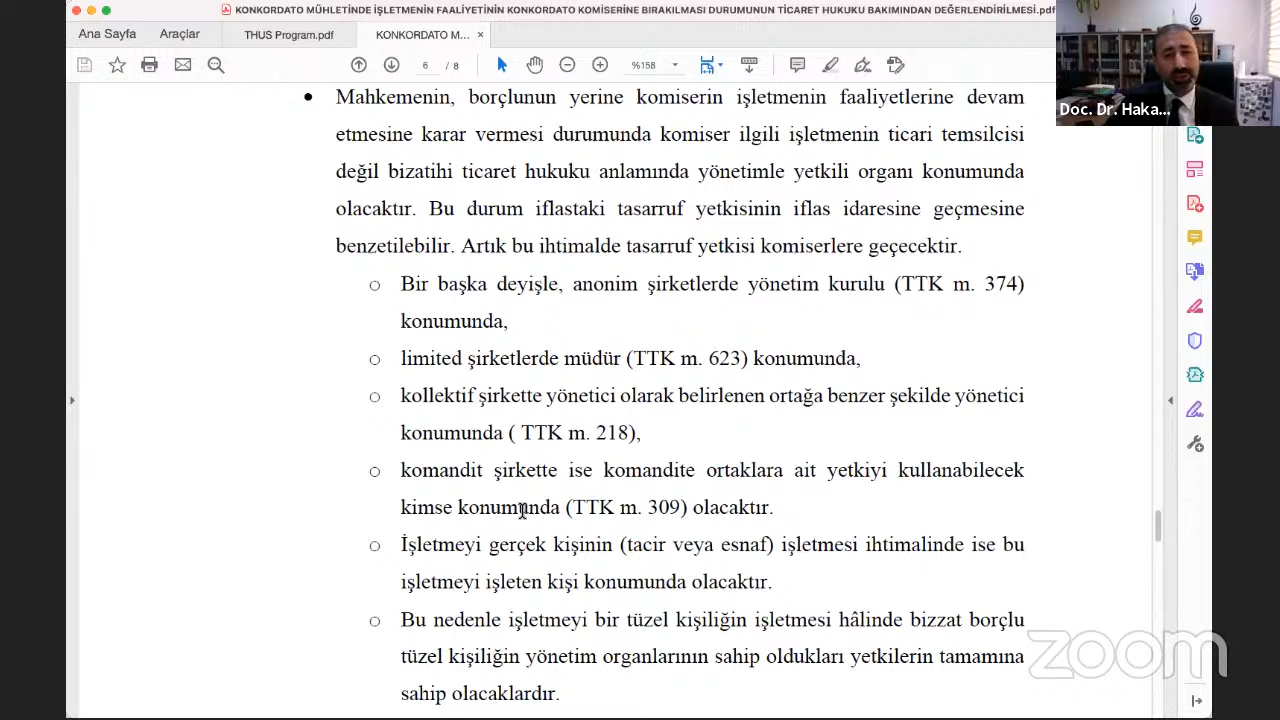 KONKORDATO MÜHLETİNDE İŞLETMENİN FAALİYETİNİN KONKORDATO KOMİSERİNE BIRAKILMASI DURUMUNUN TİCARET HUKUKU BAKIMINDAN DEĞERLENDİRİLMESİ.pdf
Ana Sayfa Araçlar THUS Program.pdf KONKORDATO M... ×
6 / 8 %158
Doc. Dr. Haka...
• Mahkemenin, borçlunun yerine komiserin işletmenin faaliyetlerine devam
etmesine karar vermesi durumunda komiser ilgili işletmenin ticari temsilcisi
değil bizatihi ticaret hukuku anlamında yönetimle yetkili organı konumunda
olacaktır. Bu durum iflastaki tasarruf yetkisinin iflas idaresine geçmesine
benzetilebilir. Artık bu ihtimalde tasarruf yetkisi komiserlere geçecektir.
o Bir başka deyişle, anonim şirketlerde yönetim kurulu (TTK m. 374)
konumunda,
o limited şirketlerde müdür (TTK m. 623) konumunda,
o kollektif şirkette yönetici olarak belirlenen ortağa benzer şekilde yönetici
konumunda ( TTK m. 218),
o komandit şirkette ise komandite ortaklara ait yetkiyi kullanabilecek
kimse konumunda (TTK m. 309) olacaktır.
o İşletmeyi gerçek kişinin (tacir veya esnaf) işletmesi ihtimalinde ise bu
işletmeyi işleten kişi konumunda olacaktır.
o Bu nedenle işletmeyi bir tüzel kişiliğin işletmesi hâlinde bizzat borçlu
tüzel kişiliğin yönetim organlarının sahip oldukları yetkilerin tamamına
sahip olacaklardır.
zoom